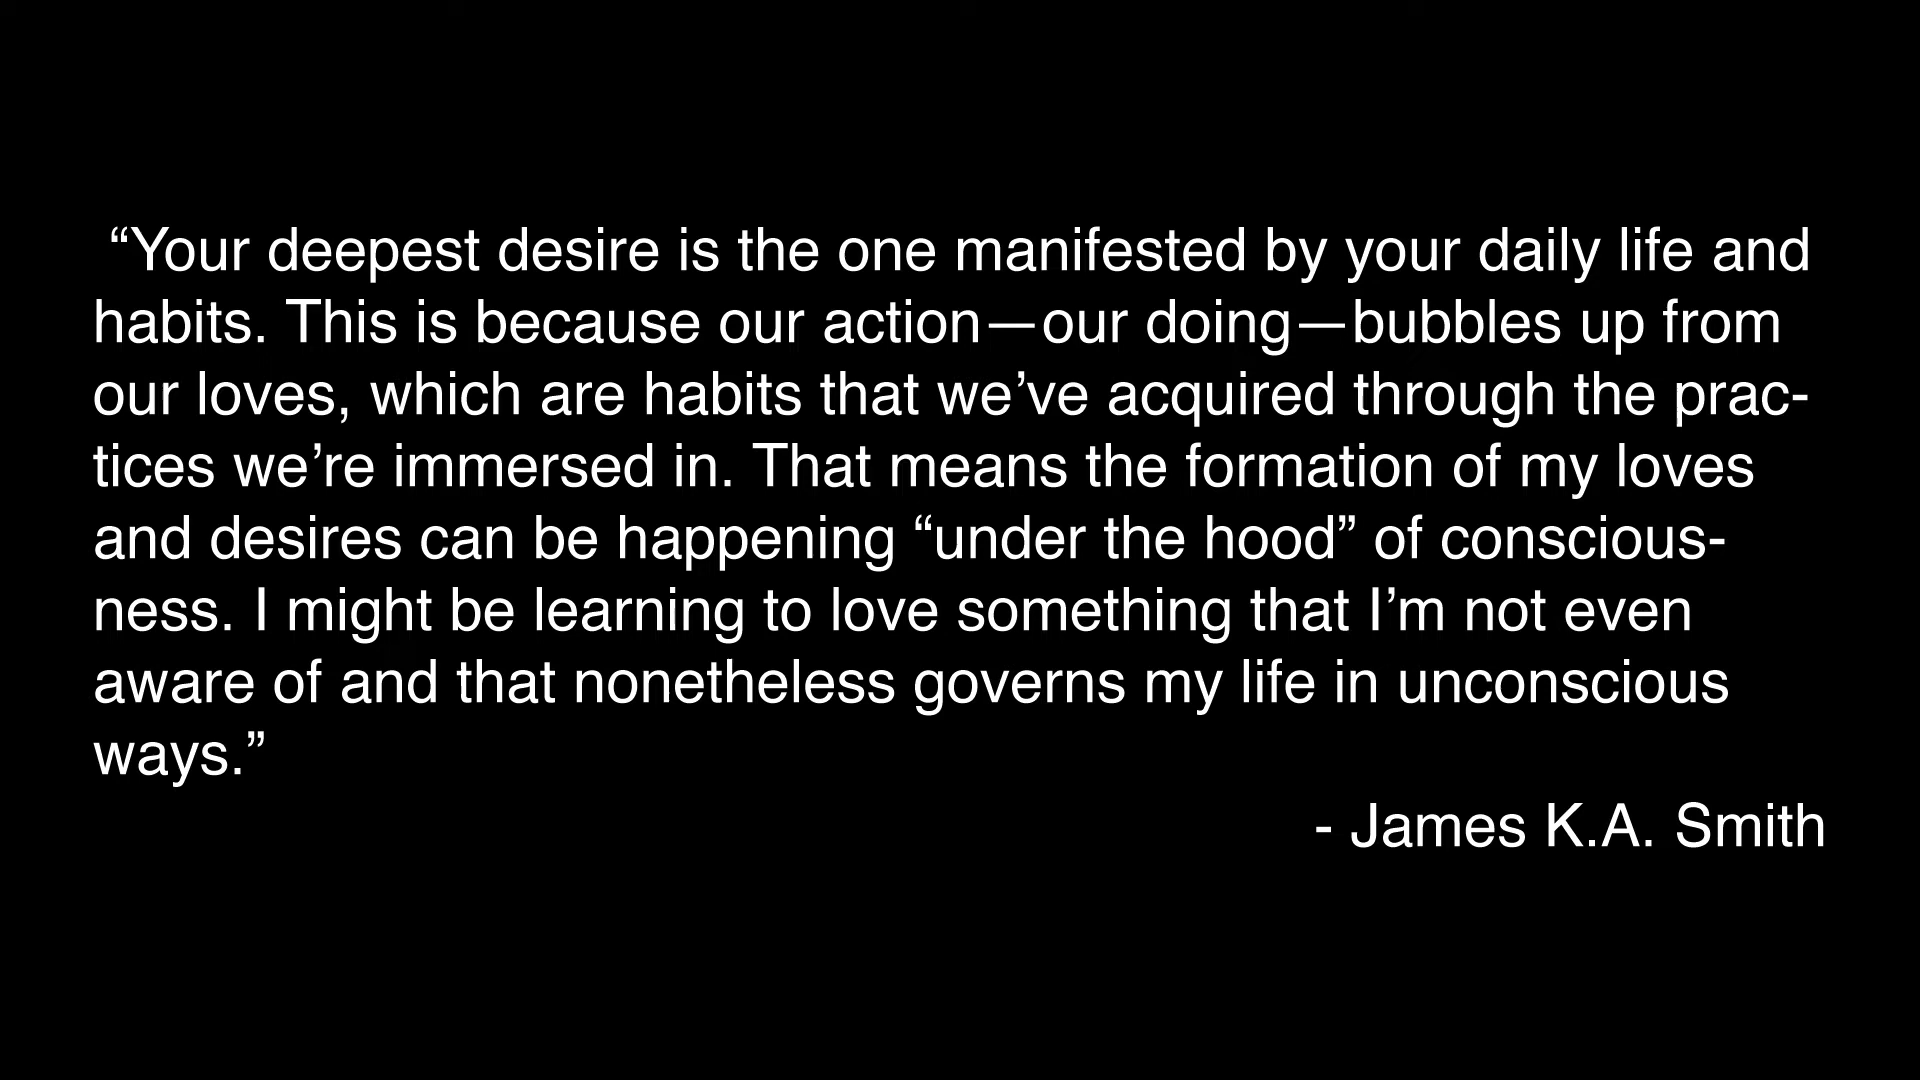 “Your deepest desire is the one manifested by your daily life and
habits. This is because our action—our doing—bubbles up from
our loves, which are habits that we’ve acquired through the prac-
tices we’re immersed in. That means the formation of my loves
and desires can be happening “under the hood” of conscious-
ness. I might be learning to love something that I’m not even
aware of and that nonetheless governs my life in unconscious
ways.”
- James K.A. Smith